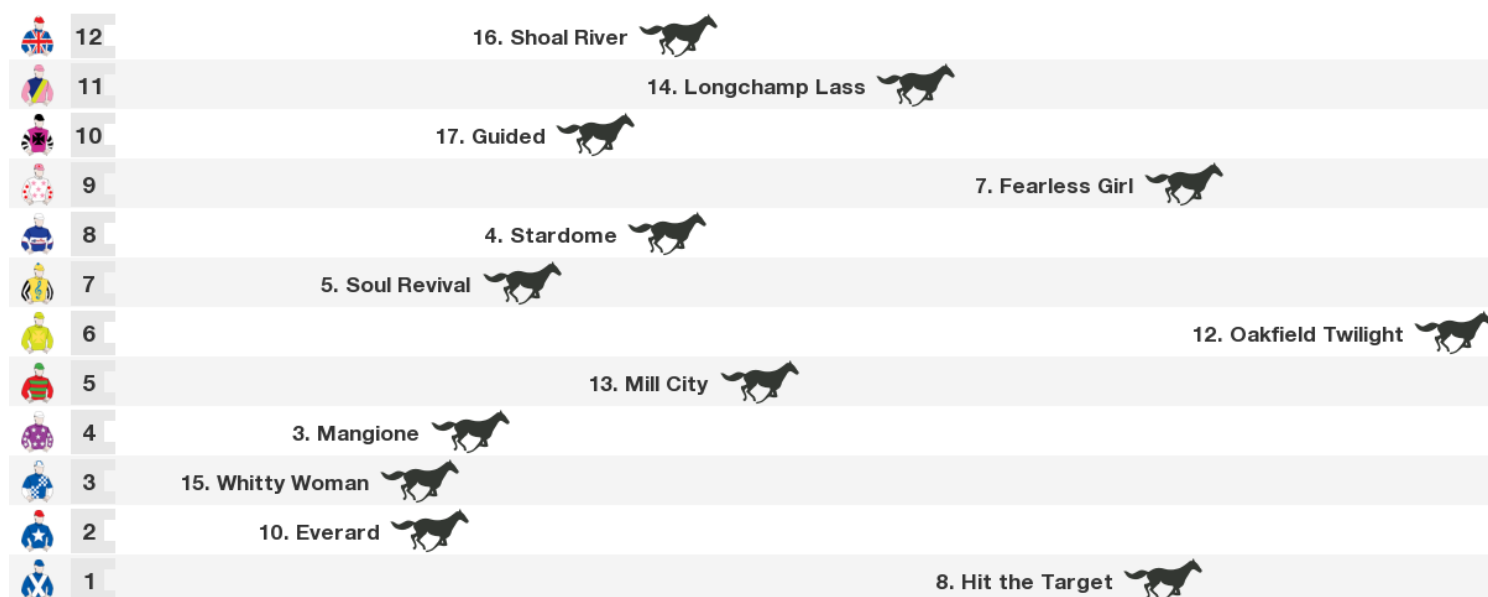 12 16. Shoal River
11 14. Longchamp Lass
10 17. Guided
9 7. Fearless Girl
8 4. Stardome
7 5. Soul Revival
6 12. Oakfield Twilight
5 13. Mill City
4 3. Mangione
3 15. Whitty Woman
2 10. Everard
1 8. Hit the Target